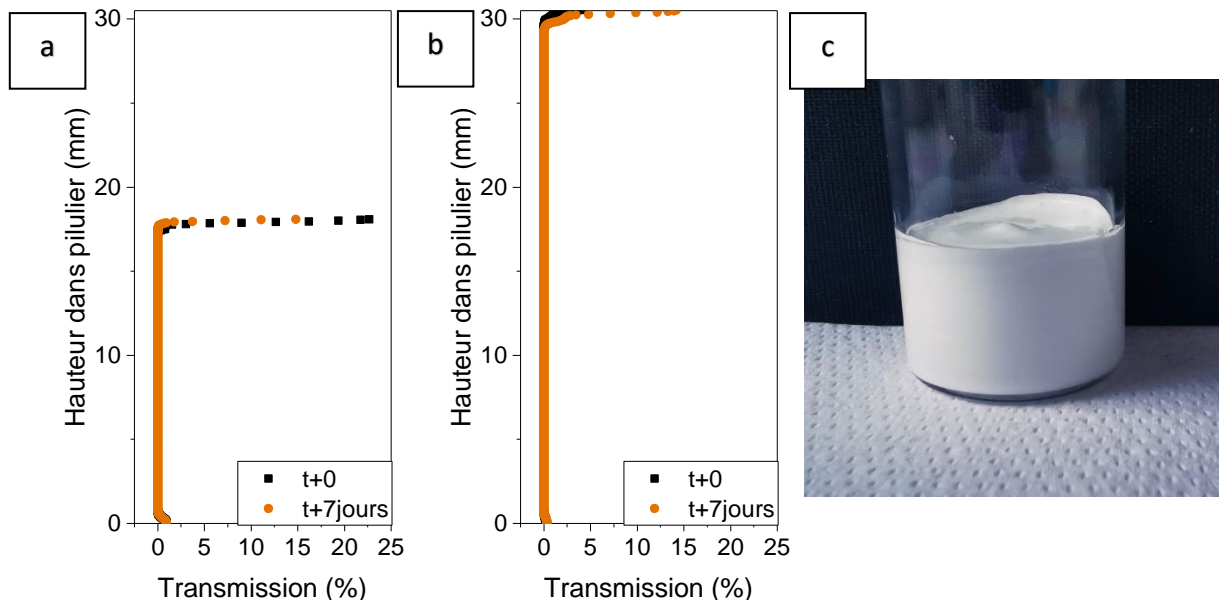 a
Hauteur dans pilulier (mm)
30
20
10
0
t+0
t+7jours
0 5 10 15 20 25
Transmission (%)
b
Hauteur dans pilulier (mm)
30
20
10
0
t+0
t+7jours
0 5 10 15 20 25
Transmission (%)
c